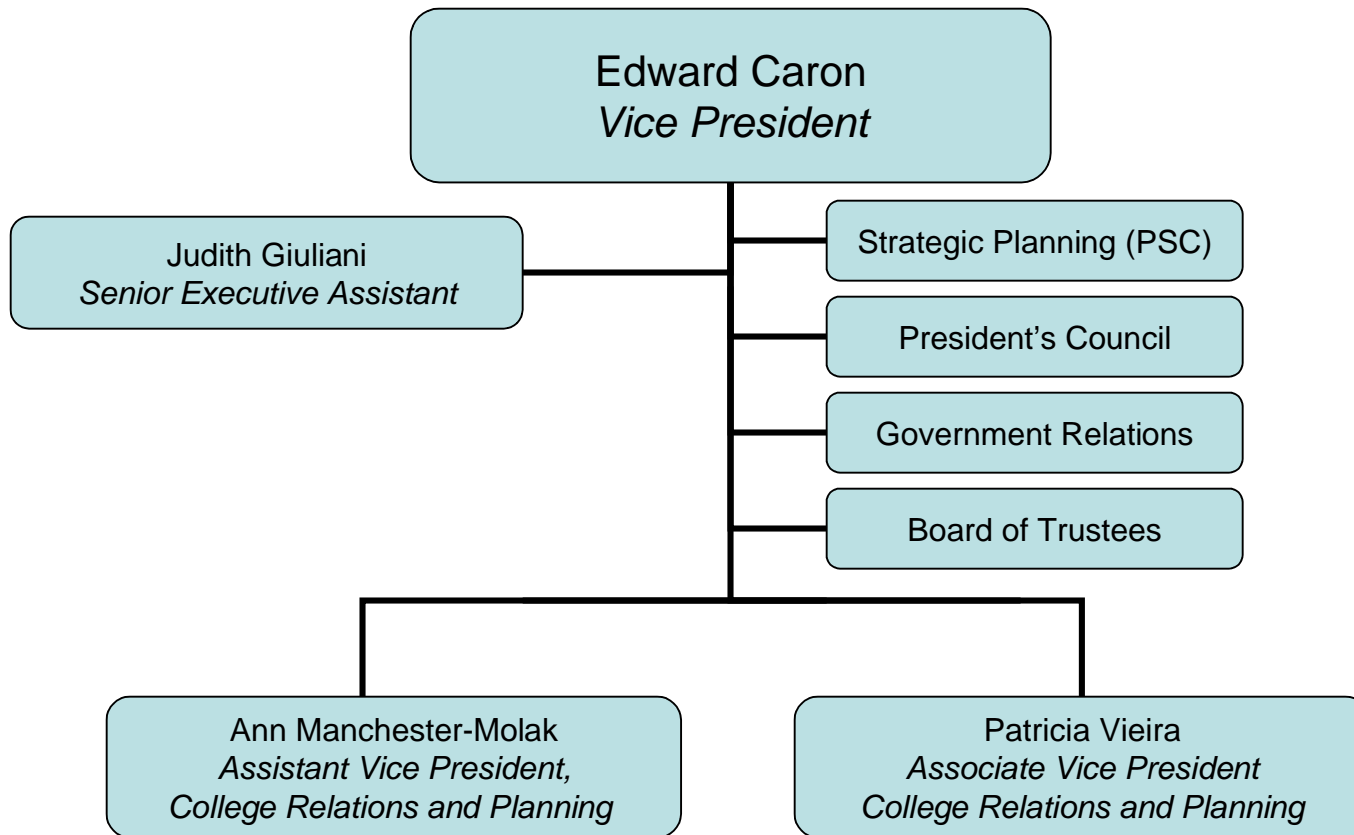 Edward Caron
Vice President
Judith Giuliani
Senior Executive Assistant
Strategic Planning (PSC)
President’s Council
Government Relations
Board of Trustees
Ann Manchester-Molak
Assistant Vice President,
College Relations and Planning
Patricia Vieira
Associate Vice President
College Relations and Planning